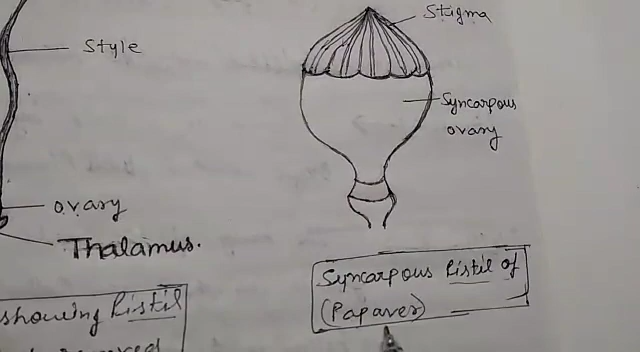 Style
ovary
Thalamus.
showing Pistil
Stigma
Syncarpous
ovary
Syncarpous Pistil of
(Papaver)